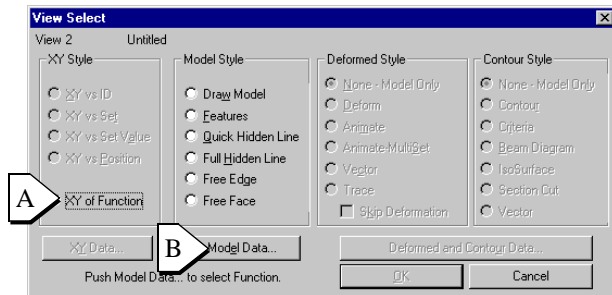 View Select
View 2 Untitled
XY Style
XY vs ID
XY vs Set
XY vs Set Value
XY vs Position
A
XY of Function
Model Style
Draw Model
Features
Quick Hidden Line
Full Hidden Line
Free Edge
Free Face
Deformed Style
None - Model Only
Deform
Animate
Animate-MultiSet
Vector
Trace
Skip Deformation
Contour Style
None - Model Only
Contour
Criteria
Beam Diagram
IsoSurface
Section Cut
Vector
XY Data...
B
Model Data...
Deformed and Contour Data...
Push Model Data... to select Function.
OK
Cancel